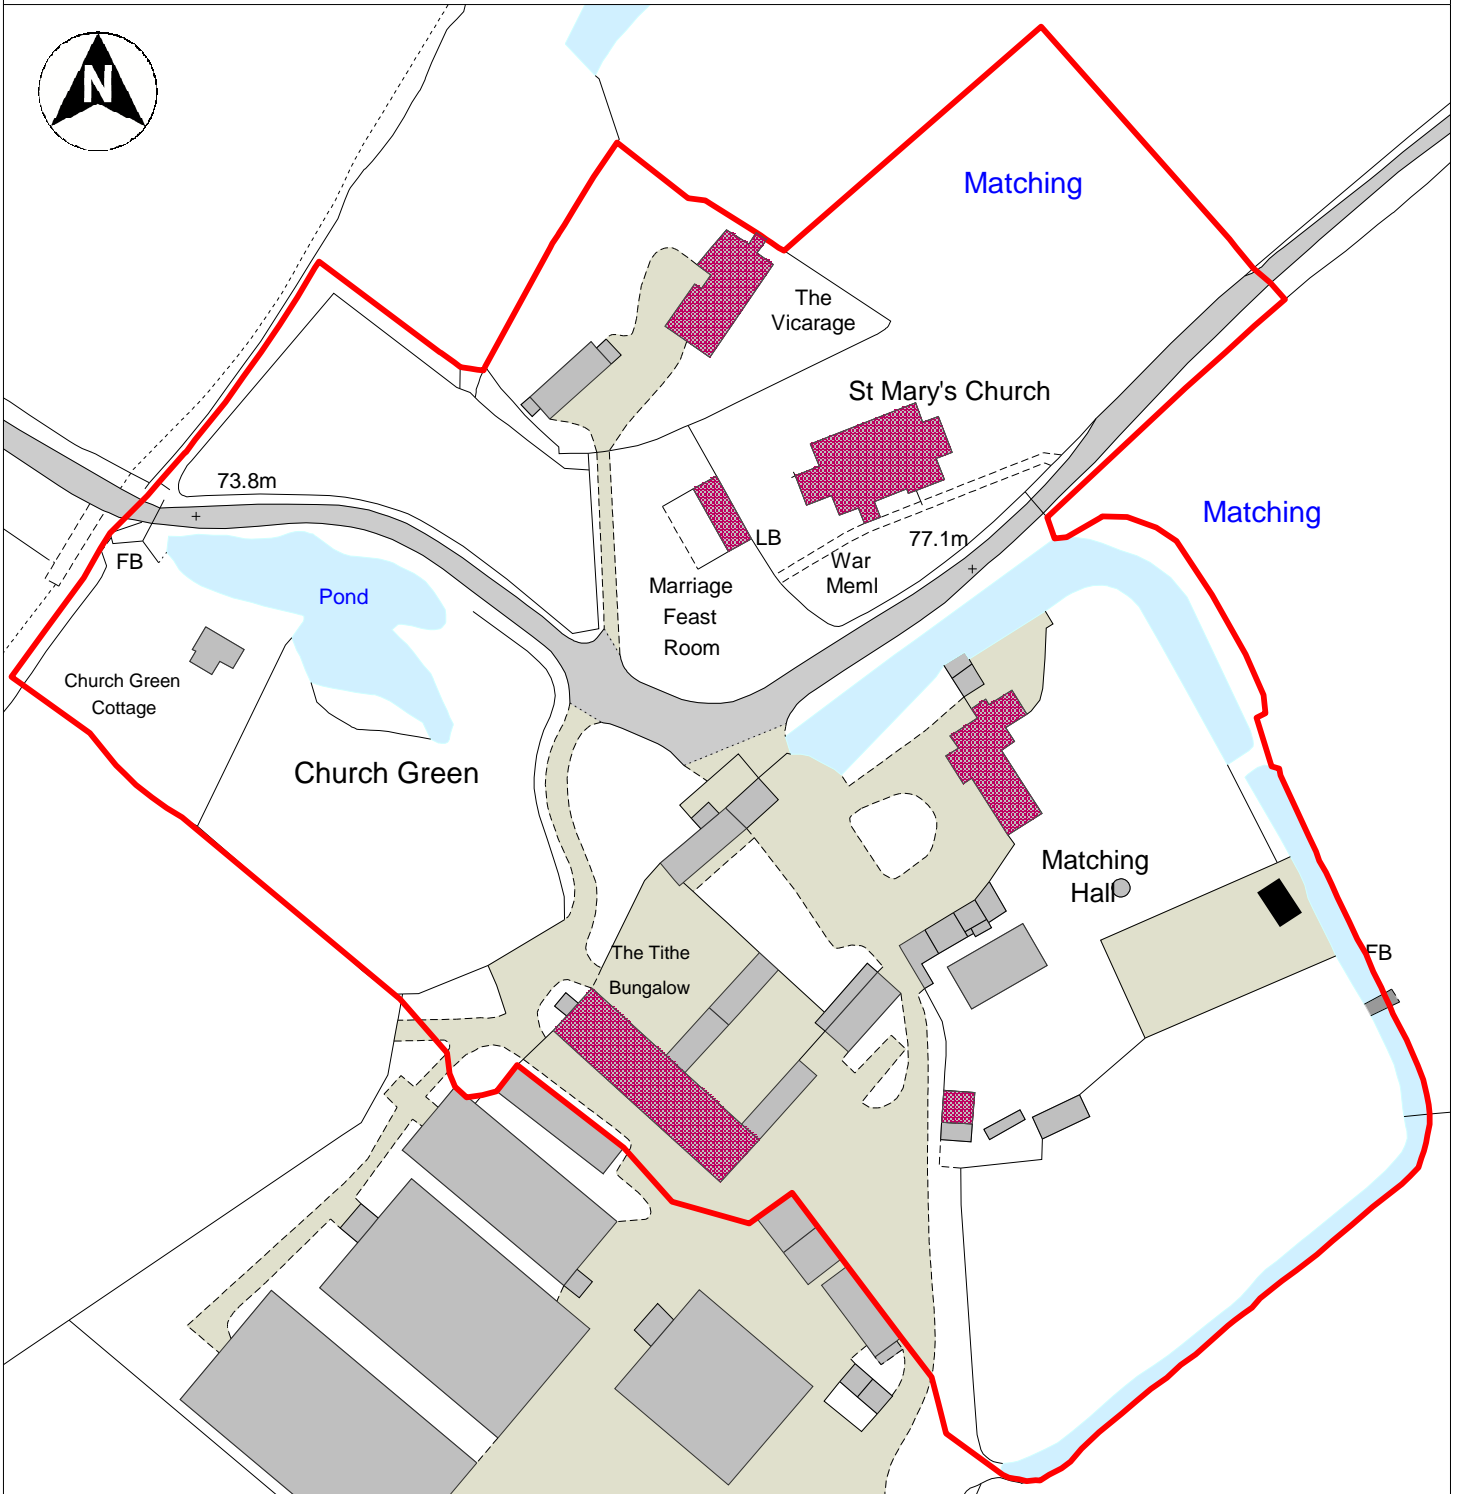 N
Matching
The
Vicarage
St Mary's Church
73.8m
Matching
LB
77.1m
FB
War
Meml
Marriage
Feast
Room
Pond
Church Green
Cottage
Church Green
Matching
Hall
The Tithe
Bungalow
FB